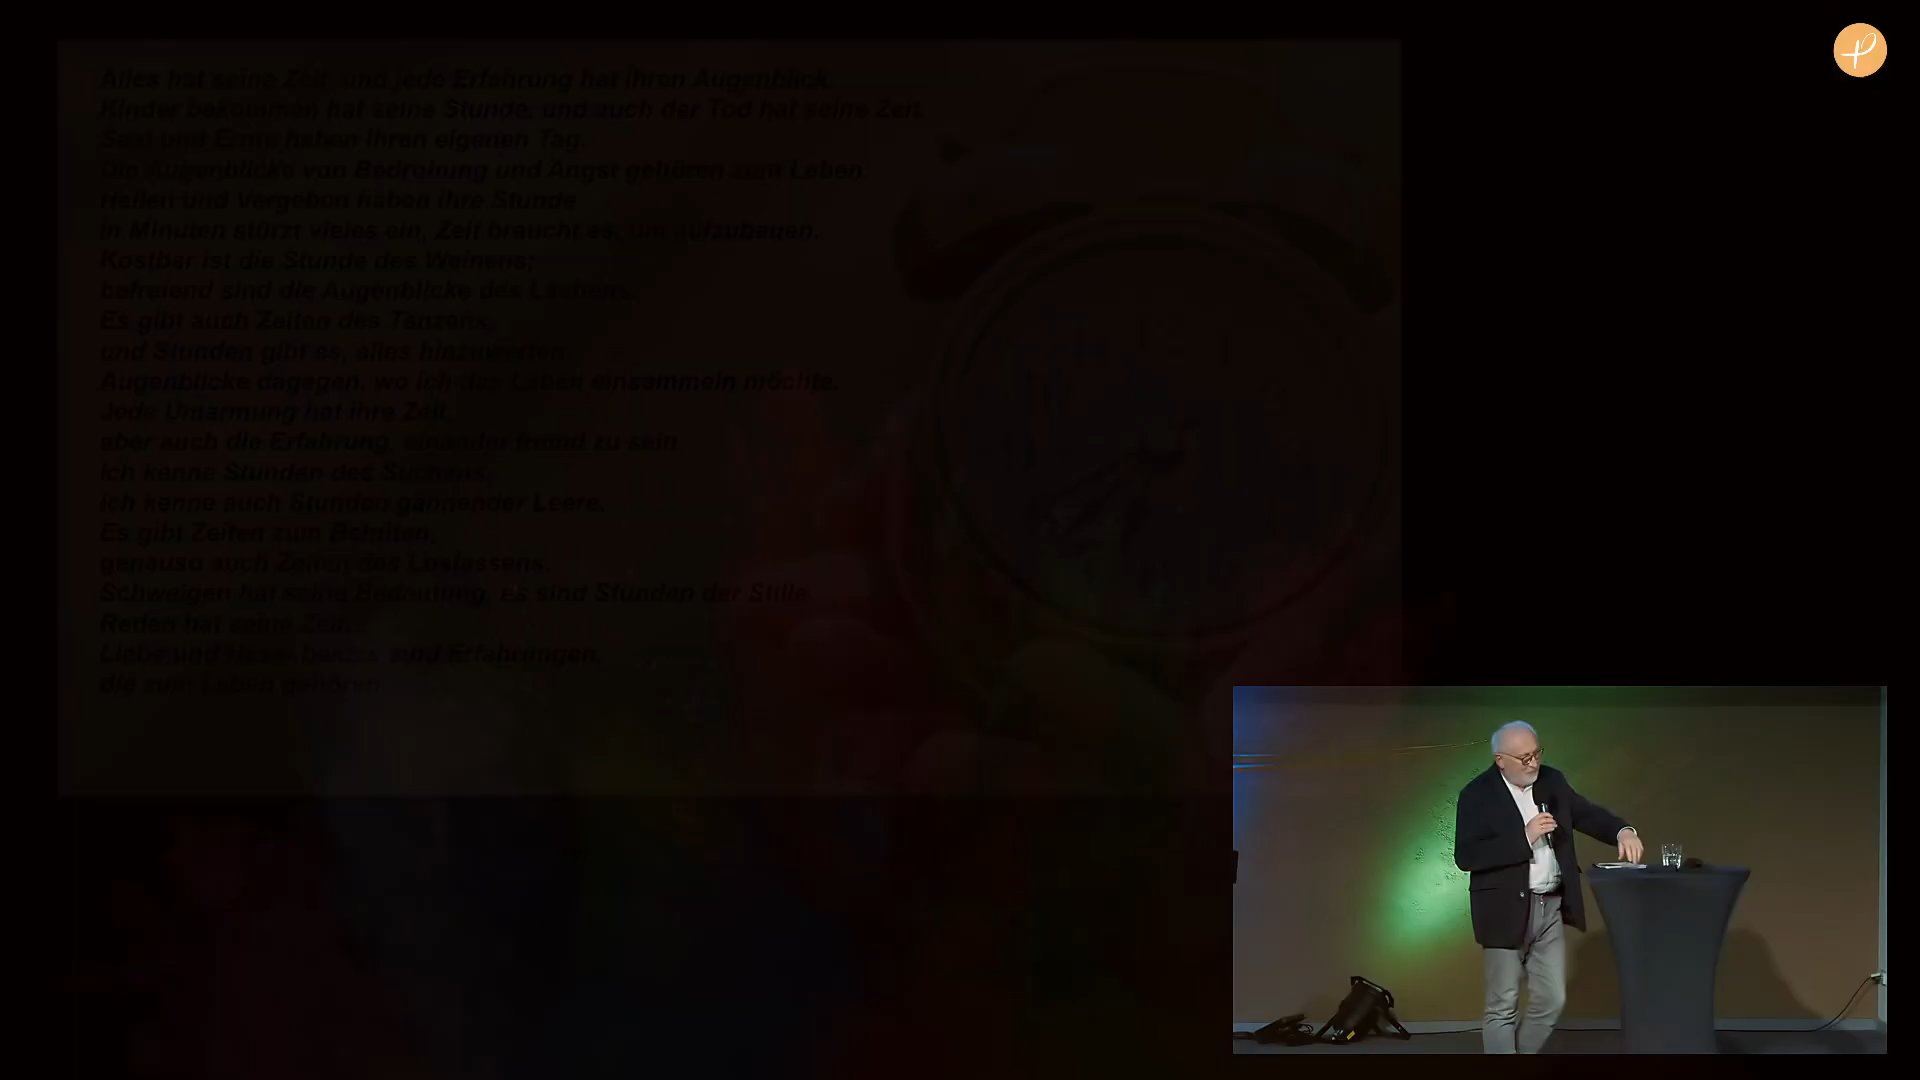 Alles hat seine Zeit, und jede Erfahrung hat ihren Augenblick.
Kinder bekommen hat seine Stunde, und auch der Tod hat seine Zeit.
Saat und Ernte haben ihren eigenen Tag.
Die Augenblicke von Bedrohung und Angst gehören zum Leben
Heilen und Vergeben haben ihre Stunde
in Minuten stürzt vieles ein, Zeit braucht es, um aufzubauen.
Kostbar ist die Stunde des Weinens;
befreiend sind die Augenblicke des Lachens.
Es gibt auch Zeiten des Tanzens,
und Stunden gibt es, alles hinzuwerfen,
Augenblicke dagegen, wo ich das Leben einsammeln möchte.
Jede Umarmung hat ihre Zeit,
aber auch die Erfahrung, einander fremd zu sein
Ich kenne Stunden des Suchens,
ich kenne auch Stunden gähnender Leere.
Es gibt Zeiten zum Behalten,
genauso auch Zeiten des Loslassens.
Schweigen hat seine Bedeutung, es sind Stunden der Stille
Reden hat seine Zeit.
Liebe und Hass, beides sind Erfahrungen,
die zum Leben gehören